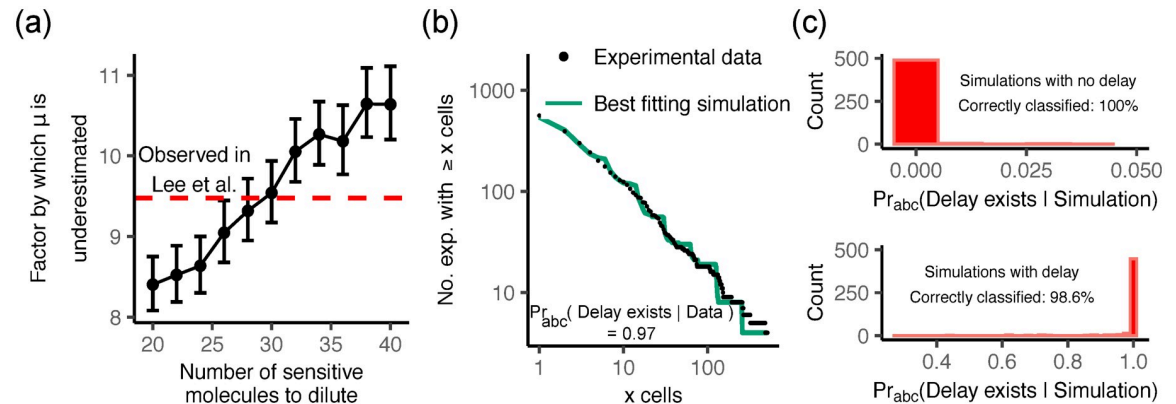 (a)
Factor by which μ is
underestimated
11
10
9
8
Observed in
Lee et al.
20 25 30 35 40
Number of sensitive
molecules to dilute
(b)
No. exp. with ≥ x cells
1000
100
10
Experimental data
Best fitting simulation
Pr_abc( Delay exists | Data )
= 0.97
1 10 100
x cells
(c)
Count
500
250
0
Simulations with no delay
Correctly classified: 100%
0.000 0.025 0.050
Pr_abc(Delay exists | Simulation)
Count
500
250
0
Simulations with delay
Correctly classified: 98.6%
0.4 0.6 0.8 1.0
Pr_abc(Delay exists | Simulation)